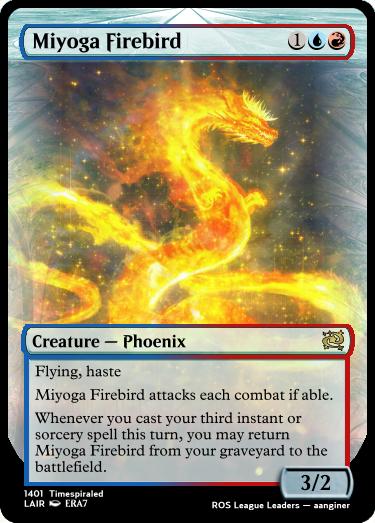 Miyoga Firebird 1
Creature — Phoenix
Flying, haste
Miyoga Firebird attacks each combat if able.
Whenever you cast your third instant or
sorcery spell this turn, you may return
Miyoga Firebird from your graveyard to the
battlefield.
3/2
1401 Timespiraled
LAIR ERA7
ROS League Leaders — aanginer